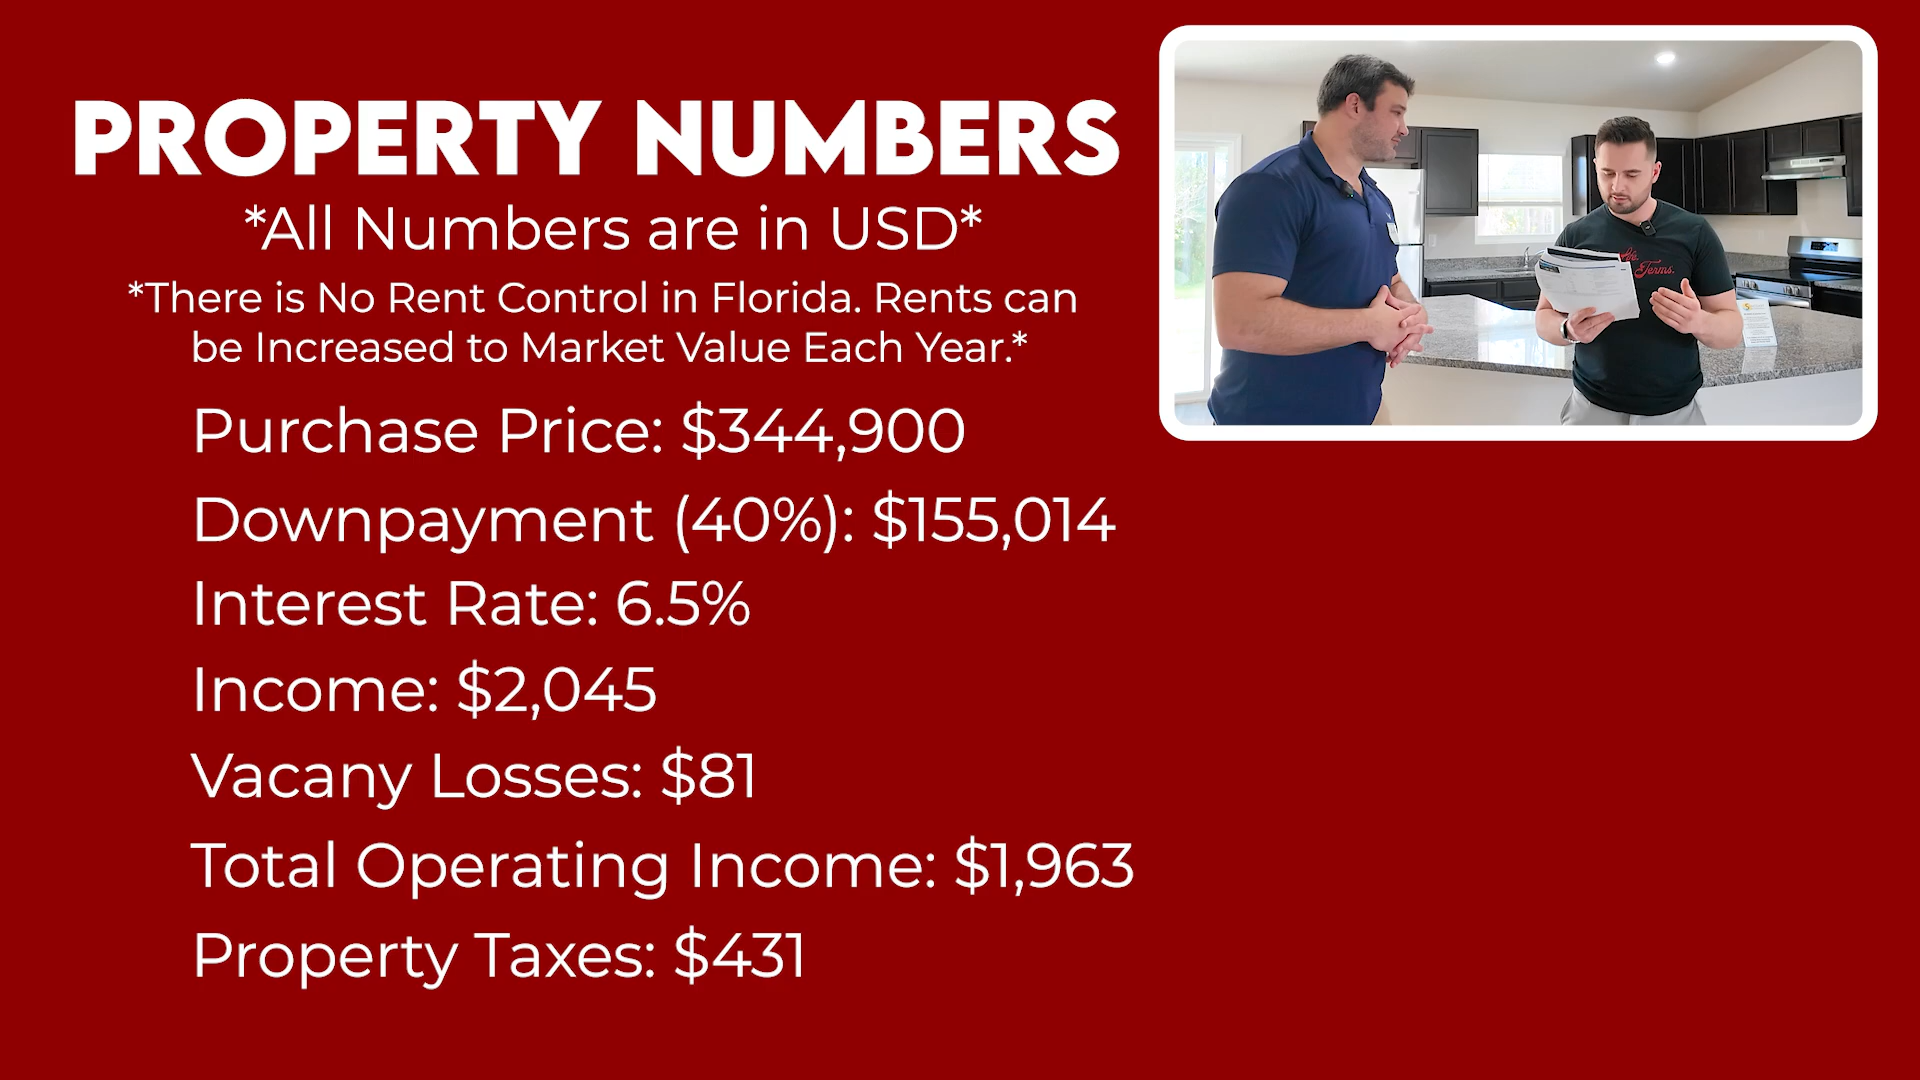 PROPERTY NUMBERS
*All Numbers are in USD*
*There is No Rent Control in Florida. Rents can
be Increased to Market Value Each Year.*
Purchase Price: $344,900
Downpayment (40%): $155,014
Interest Rate: 6.5%
Income: $2,045
Vacany Losses: $81
Total Operating Income: $1,963
Property Taxes: $431
Terms.